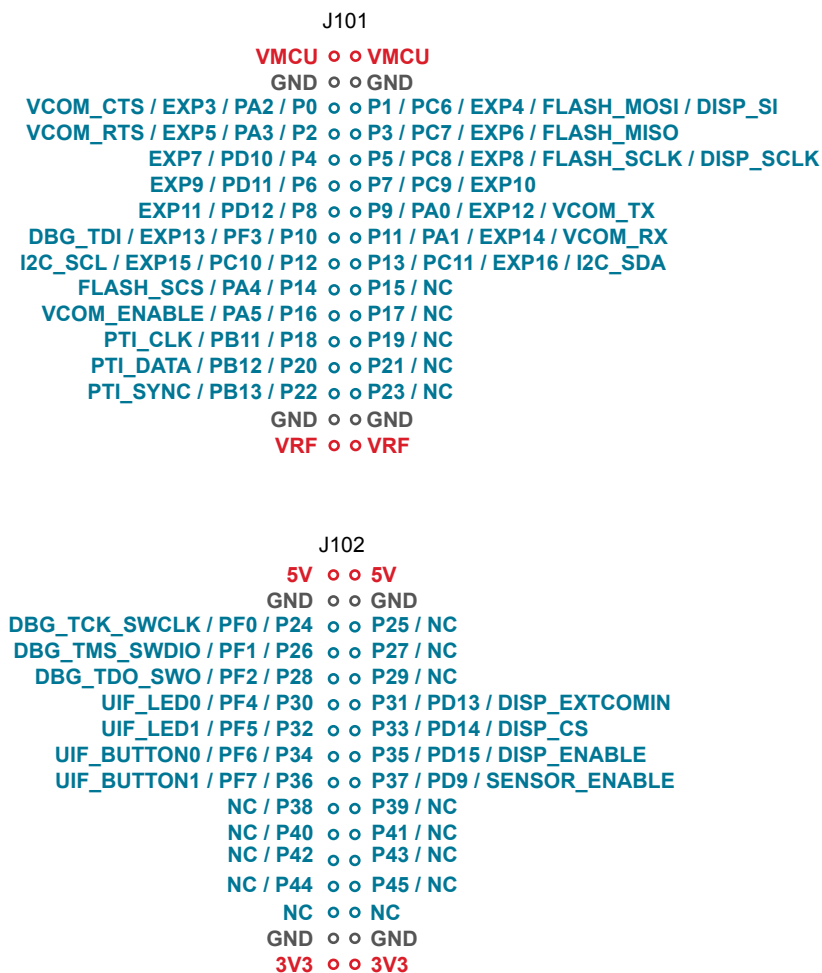 J101
VMCU VMCU
GND GND
VCOM_CTS / EXP3 / PA2 / P0 P1 / PC6 / EXP4 / FLASH_MOSI / DISP_SI
VCOM_RTS / EXP5 / PA3 / P2 P3 / PC7 / EXP6 / FLASH_MISO
EXP7 / PD10 / P4 P5 / PC8 / EXP8 / FLASH_SCLK / DISP_SCLK
EXP9 / PD11 / P6 P7 / PC9 / EXP10
EXP11 / PD12 / P8 P9 / PA0 / EXP12 / VCOM_TX
DBG_TDI / EXP13 / PF3 / P10 P11 / PA1 / EXP14 / VCOM_RX
I2C_SCL / EXP15 / PC10 / P12 P13 / PC11 / EXP16 / I2C_SDA
FLASH_SCS / PA4 / P14 P15 / NC
VCOM_ENABLE / PA5 / P16 P17 / NC
PTI_CLK / PB11 / P18 P19 / NC
PTI_DATA / PB12 / P20 P21 / NC
PTI_SYNC / PB13 / P22 P23 / NC
GND GND
VRF VRF
J102
5V 5V
GND GND
DBG_TCK_SWCLK / PF0 / P24 P25 / NC
DBG_TMS_SWDIO / PF1 / P26 P27 / NC
DBG_TDO_SWO / PF2 / P28 P29 / NC
UIF_LED0 / PF4 / P30 P31 / PD13 / DISP_EXTCOMIN
UIF_LED1 / PF5 / P32 P33 / PD14 / DISP_CS
UIF_BUTTON0 / PF6 / P34 P35 / PD15 / DISP_ENABLE
UIF_BUTTON1 / PF7 / P36 P37 / PD9 / SENSOR_ENABLE
NC / P38 P39 / NC
NC / P40 P41 / NC
NC / P42 P43 / NC
NC / P44 P45 / NC
NC NC
GND GND
3V3 3V3